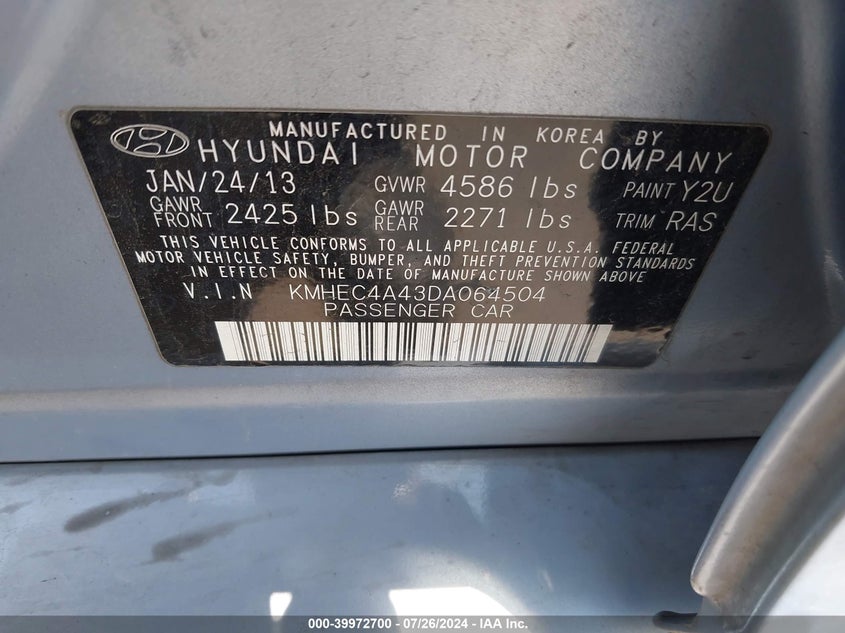 MANUFACTURED IN KOREA BY
HYUNDAI MOTOR COMPANY
JAN/24/13 GVWR 4586 lbs PAINT Y2U
GAWR FRONT 2425 lbs GAWR REAR 2271 lbs TRIM RAS
THIS VEHICLE CONFORMS TO ALL APPLICABLE U.S.A. FEDERAL
MOTOR VEHICLE SAFETY, BUMPER, AND THEFT PREVENTION STANDARDS
IN EFFECT ON THE DATE OF MANUFACTURE SHOWN ABOVE
V.I.N KMHEC4A43DA064504
PASSENGER CAR
000-39972700 - 07/26/2024 - IAA Inc.